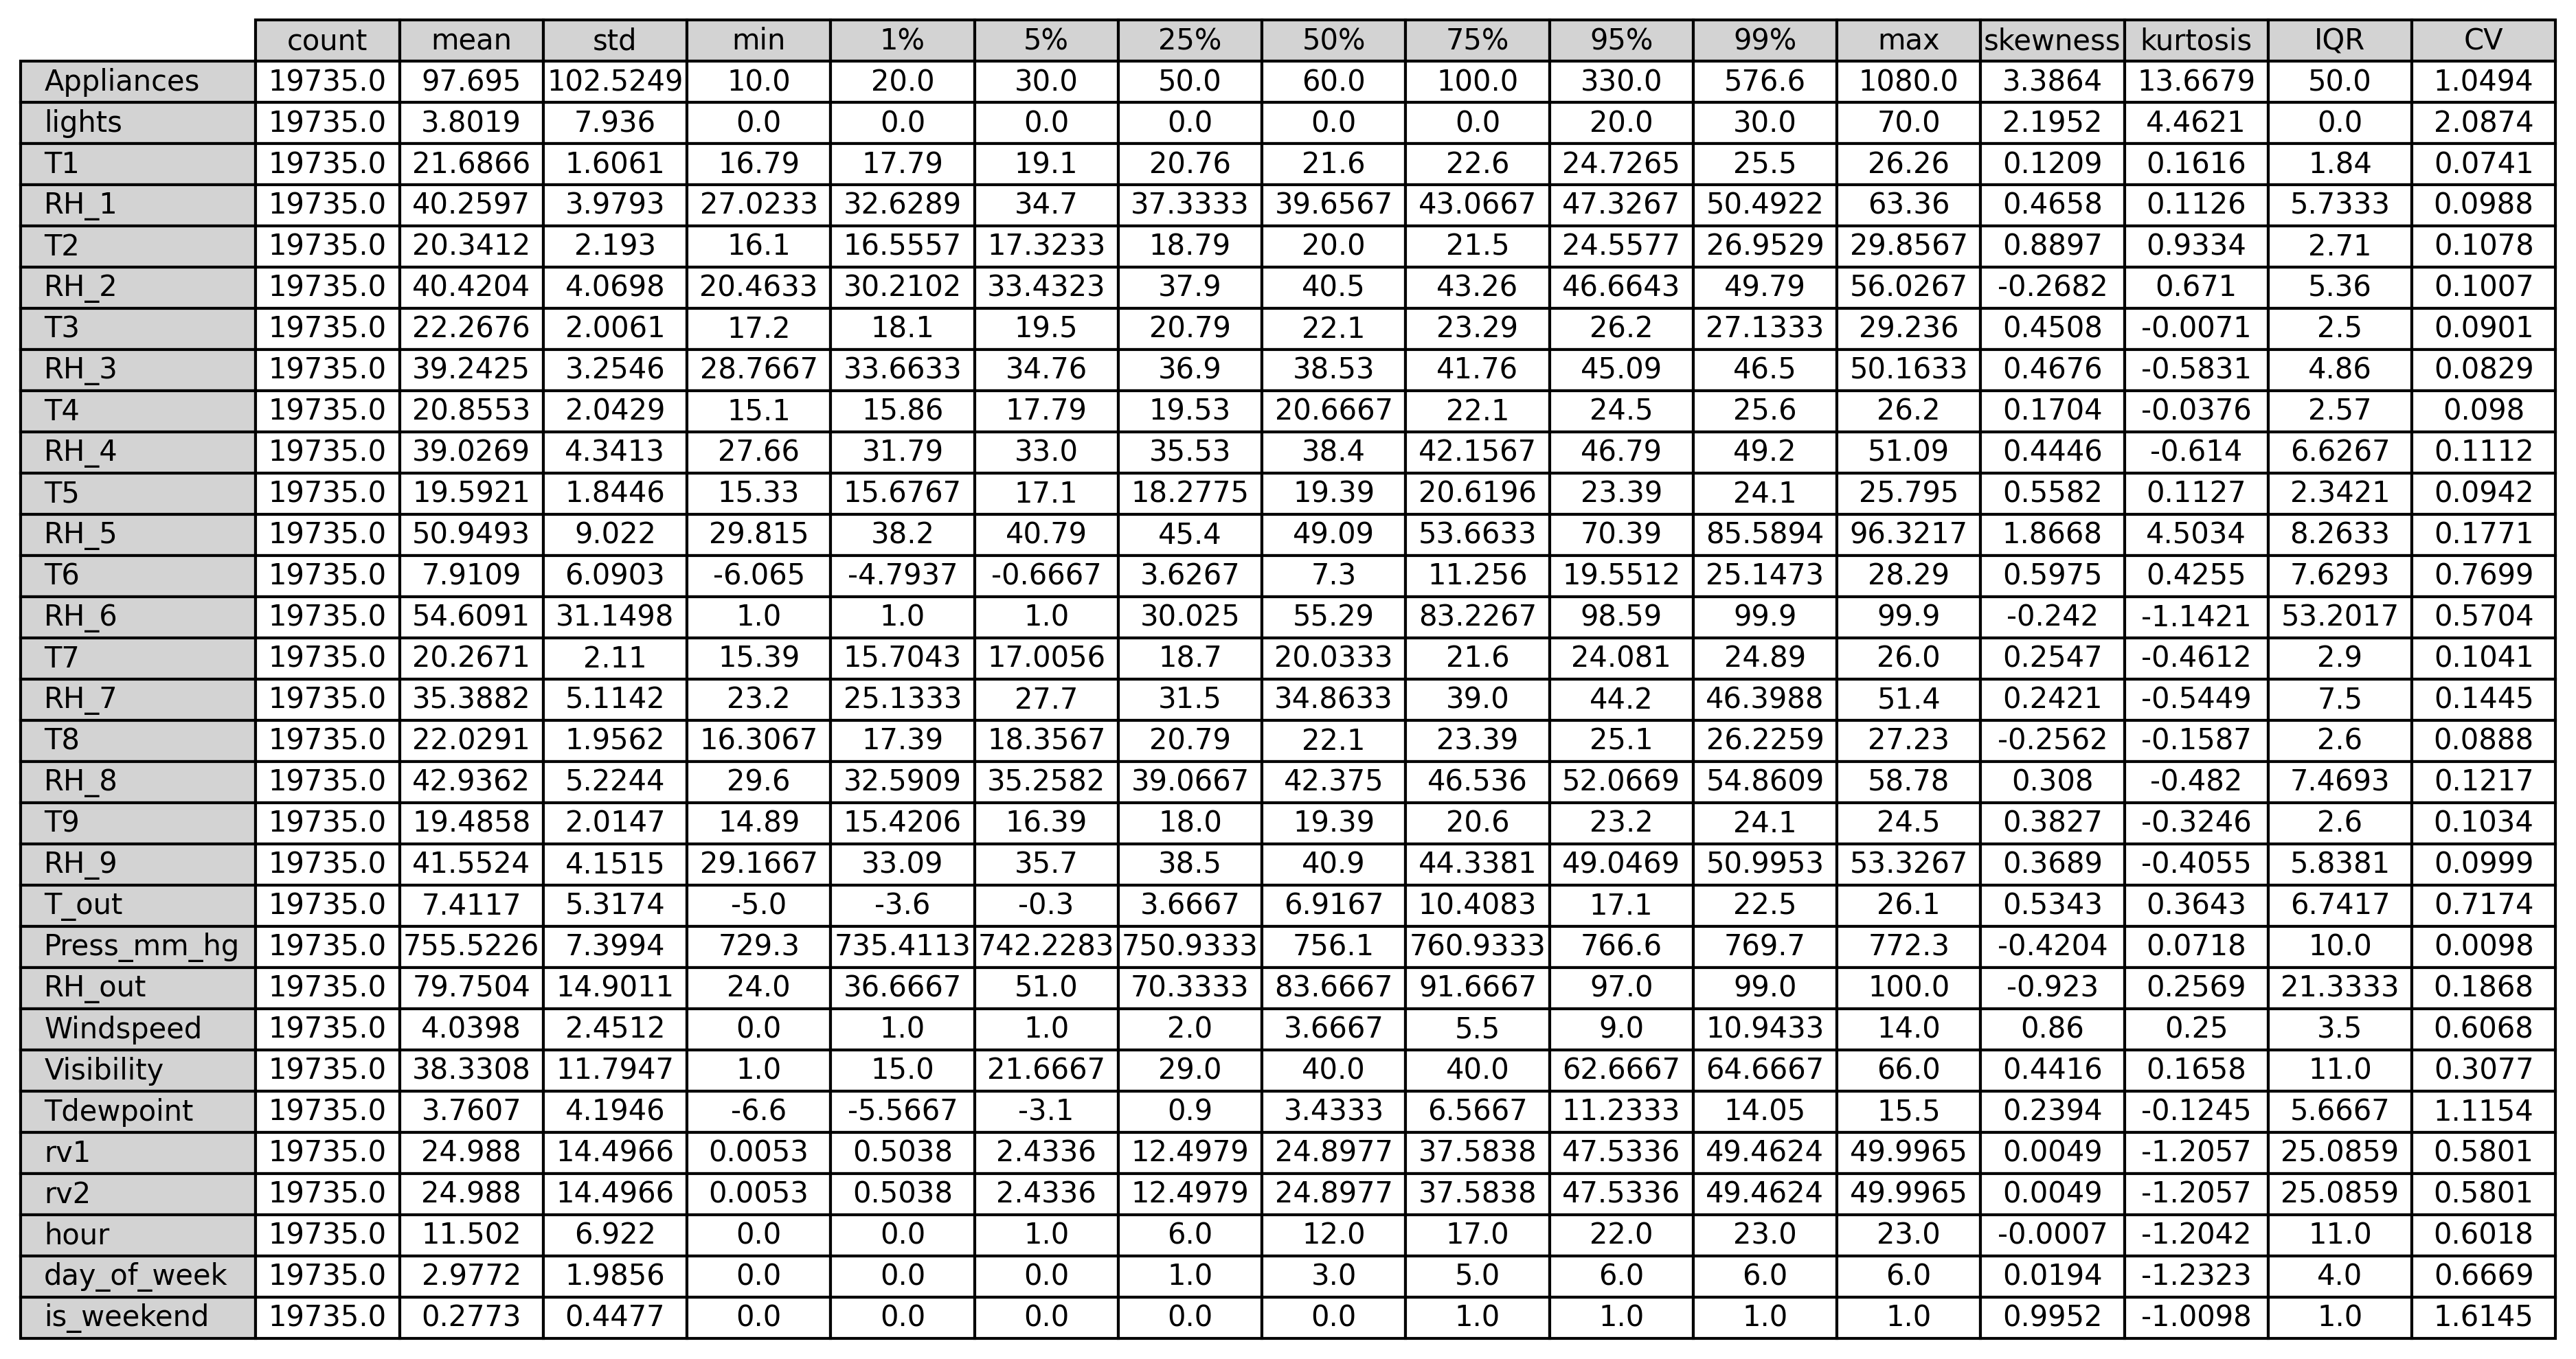 count mean std min 1% 5% 25% 50% 75% 95% 99% max skewness kurtosis IQR CV
Appliances 19735.0 97.695 102.5249 10.0 20.0 30.0 50.0 60.0 100.0 330.0 576.6 1080.0 3.3864 13.6679 50.0 1.0494
lights 19735.0 3.8019 7.936 0.0 0.0 0.0 0.0 0.0 0.0 20.0 30.0 70.0 2.1952 4.4621 0.0 2.0874
T1 19735.0 21.6866 1.6061 16.79 17.79 19.1 20.76 21.6 22.6 24.7265 25.5 26.26 0.1209 0.1616 1.84 0.0741
RH_1 19735.0 40.2597 3.9793 27.0233 32.6289 34.7 37.3333 39.6567 43.0667 47.3267 50.4922 63.36 0.4658 0.1126 5.7333 0.0988
T2 19735.0 20.3412 2.193 16.1 16.5557 17.3233 18.79 20.0 21.5 24.5577 26.9529 29.8567 0.8897 0.9334 2.71 0.1078
RH_2 19735.0 40.4204 4.0698 20.4633 30.2102 33.4323 37.9 40.5 43.26 46.6643 49.79 56.0267 -0.2682 0.671 5.36 0.1007
T3 19735.0 22.2676 2.0061 17.2 18.1 19.5 20.79 22.1 23.29 26.2 27.1333 29.236 0.4508 -0.0071 2.5 0.0901
RH_3 19735.0 39.2425 3.2546 28.7667 33.6633 34.76 36.9 38.53 41.76 45.09 46.5 50.1633 0.4676 -0.5831 4.86 0.0829
T4 19735.0 20.8553 2.0429 15.1 15.86 17.79 19.53 20.6667 22.1 24.5 25.6 26.2 0.1704 -0.0376 2.57 0.098
RH_4 19735.0 39.0269 4.3413 27.66 31.79 33.0 35.53 38.4 42.1567 46.79 49.2 51.09 0.4446 -0.614 6.6267 0.1112
T5 19735.0 19.5921 1.8446 15.33 15.6767 17.1 18.2775 19.39 20.6196 23.39 24.1 25.795 0.5582 0.1127 2.3421 0.0942
RH_5 19735.0 50.9493 9.022 29.815 38.2 40.79 45.4 49.09 53.6633 70.39 85.5894 96.3217 1.8668 4.5034 8.2633 0.1771
T6 19735.0 7.9109 6.0903 -6.065 -4.7937 -0.6667 3.6267 7.3 11.256 19.5512 25.1473 28.29 0.5975 0.4255 7.6293 0.7699
RH_6 19735.0 54.6091 31.1498 1.0 1.0 1.0 30.025 55.29 83.2267 98.59 99.9 99.9 -0.242 -1.1421 53.2017 0.5704
T7 19735.0 20.2671 2.11 15.39 15.7043 17.0056 18.7 20.0333 21.6 24.081 24.89 26.0 0.2547 -0.4612 2.9 0.1041
RH_7 19735.0 35.3882 5.1142 23.2 25.1333 27.7 31.5 34.8633 39.0 44.2 46.3988 51.4 0.2421 -0.5449 7.5 0.1445
T8 19735.0 22.0291 1.9562 16.3067 17.39 18.3567 20.79 22.1 23.39 25.1 26.2259 27.23 -0.2562 -0.1587 2.6 0.0888
RH_8 19735.0 42.9362 5.2244 29.6 32.5909 35.2582 39.0667 42.375 46.536 52.0669 54.8609 58.78 0.308 -0.482 7.4693 0.1217
T9 19735.0 19.4858 2.0147 14.89 15.4206 16.39 18.0 19.39 20.6 23.2 24.1 24.5 0.3827 -0.3246 2.6 0.1034
RH_9 19735.0 41.5524 4.1515 29.1667 33.09 35.7 38.5 40.9 44.3381 49.0469 50.9953 53.3267 0.3689 -0.4055 5.8381 0.0999
T_out 19735.0 7.4117 5.3174 -5.0 -3.6 -0.3 3.6667 6.9167 10.4083 17.1 22.5 26.1 0.5343 0.3643 6.7417 0.7174
Press_mm_hg 19735.0 755.5226 7.3994 729.3 735.4113 742.2283 750.9333 756.1 760.9333 766.6 769.7 772.3 -0.4204 0.0718 10.0 0.0098
RH_out 19735.0 79.7504 14.9011 24.0 36.6667 51.0 70.3333 83.6667 91.6667 97.0 99.0 100.0 -0.923 0.2569 21.3333 0.1868
Windspeed 19735.0 4.0398 2.4512 0.0 1.0 1.0 2.0 3.6667 5.5 9.0 10.9433 14.0 0.86 0.25 3.5 0.6068
Visibility 19735.0 38.3308 11.7947 1.0 15.0 21.6667 29.0 40.0 40.0 62.6667 64.6667 66.0 0.4416 0.1658 11.0 0.3077
Tdewpoint 19735.0 3.7607 4.1946 -6.6 -5.5667 -3.1 0.9 3.4333 6.5667 11.2333 14.05 15.5 0.2394 -0.1245 5.6667 1.1154
rv1 19735.0 24.988 14.4966 0.0053 0.5038 2.4336 12.4979 24.8977 37.5838 47.5336 49.4624 49.9965 0.0049 -1.2057 25.0859 0.5801
rv2 19735.0 24.988 14.4966 0.0053 0.5038 2.4336 12.4979 24.8977 37.5838 47.5336 49.4624 49.9965 0.0049 -1.2057 25.0859 0.5801
hour 19735.0 11.502 6.922 0.0 0.0 1.0 6.0 12.0 17.0 22.0 23.0 23.0 -0.0007 -1.2042 11.0 0.6018
day_of_week 19735.0 2.9772 1.9856 0.0 0.0 0.0 1.0 3.0 5.0 6.0 6.0 6.0 0.0194 -1.2323 4.0 0.6669
is_weekend 19735.0 0.2773 0.4477 0.0 0.0 0.0 0.0 0.0 1.0 1.0 1.0 1.0 0.9952 -1.0098 1.0 1.6145